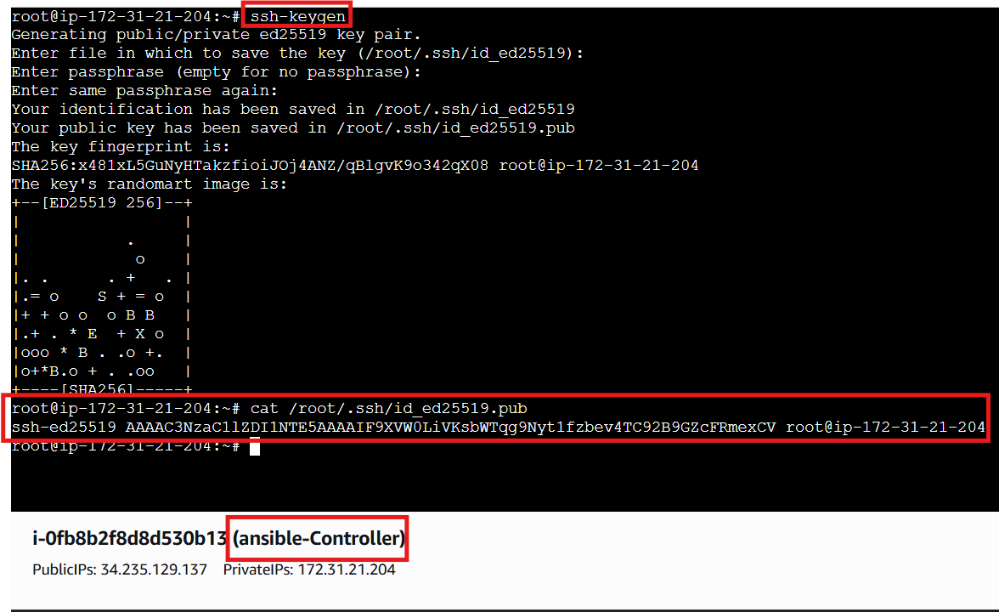 root@ip-172-31-21-204:~# ssh-keygen
Generating public/private ed25519 key pair.
Enter file in which to save the key (/root/.ssh/id_ed25519):
Enter passphrase (empty for no passphrase):
Enter same passphrase again:
Your identification has been saved in /root/.ssh/id_ed25519
Your public key has been saved in /root/.ssh/id_ed25519.pub
The key fingerprint is:
SHA256:x481xL5GuNyHTakzfioiJOj4ANZ/qBlgvK9o342qX08 root@ip-172-31-21-204
The key's randomart image is:
+--[ED25519 256]--+
|                 |
|           .     |
|            o    |
|. .      . +   . |
|.= o    S + = o  |
|+ + o o  o B B   |
|.+ . * E  + X o  |
|ooo * B . .o +.  |
|o+*B.o + . .oo   |
+----[SHA256]-----+
root@ip-172-31-21-204:~# cat /root/.ssh/id_ed25519.pub
ssh-ed25519 AAAAC3NzaC1lZDI1NTE5AAAAIF9XVW0LiVKsbWTqg9Nyt1fzbev4TC92B9GZcFRmexCV root@ip-172-31-21-204
root@ip-172-31-21-204:~#
i-0fb8b2f8d8d530b13 (ansible-Controller)
PublicIPs: 34.235.129.137 PrivateIPs: 172.31.21.204